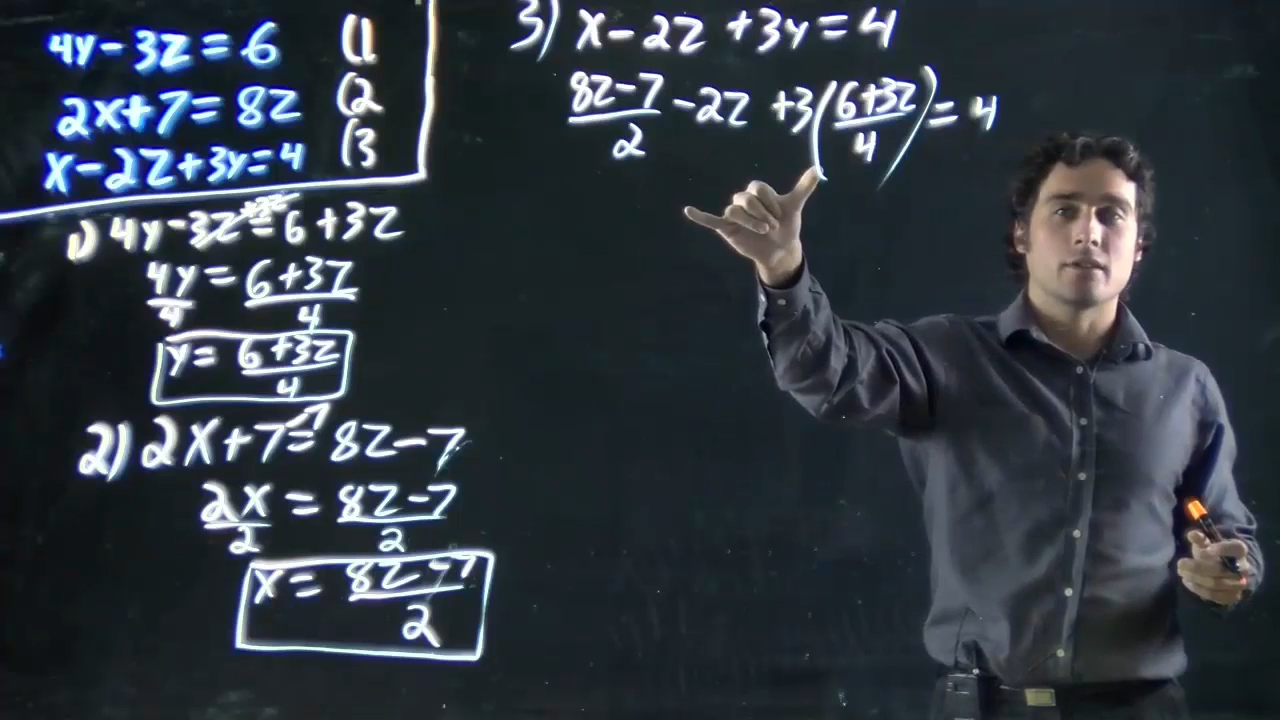 4y-3z=6 (1
2x+7=8z (2
x-2z+3y=4 (3
1) 4y-3z+3z=6+3z
4y/4=(6+3z)/4
y=(6+3z)/4
2) 2x+7-7=8z-7
2x/2=(8z-7)/2
x=(8z-7)/2
3) x-2z+3y=4
(8z-7)/2-2z+3((6+3z)/4)=4